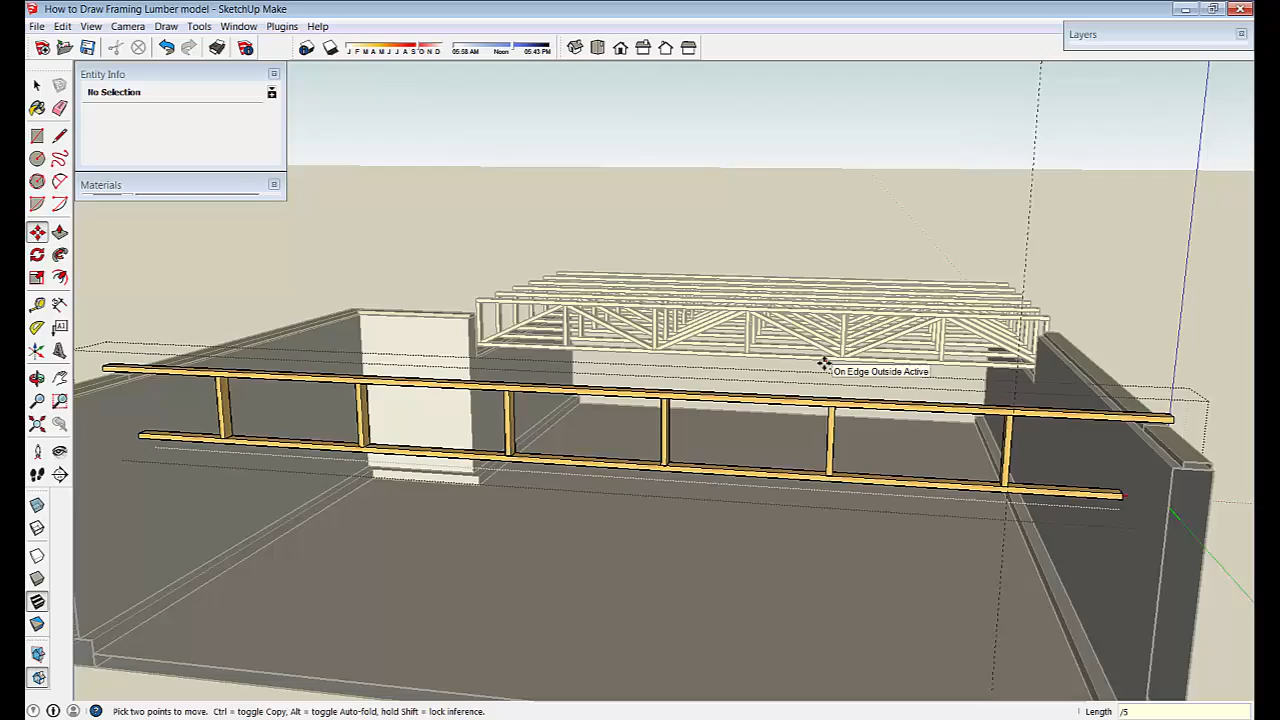 How to Draw Framing Lumber model - SketchUp Make
File Edit View Camera Draw Tools Window Plugins Help
J F M A M J J A S O N D
05:58 AM Noon 05:43 PM
Layers
Entity Info
No Selection
Materials
On Edge Outside Active
Pick two points to move. Ctrl = toggle Copy, Alt = toggle Auto-fold, hold Shift = lock inference.
Length /5